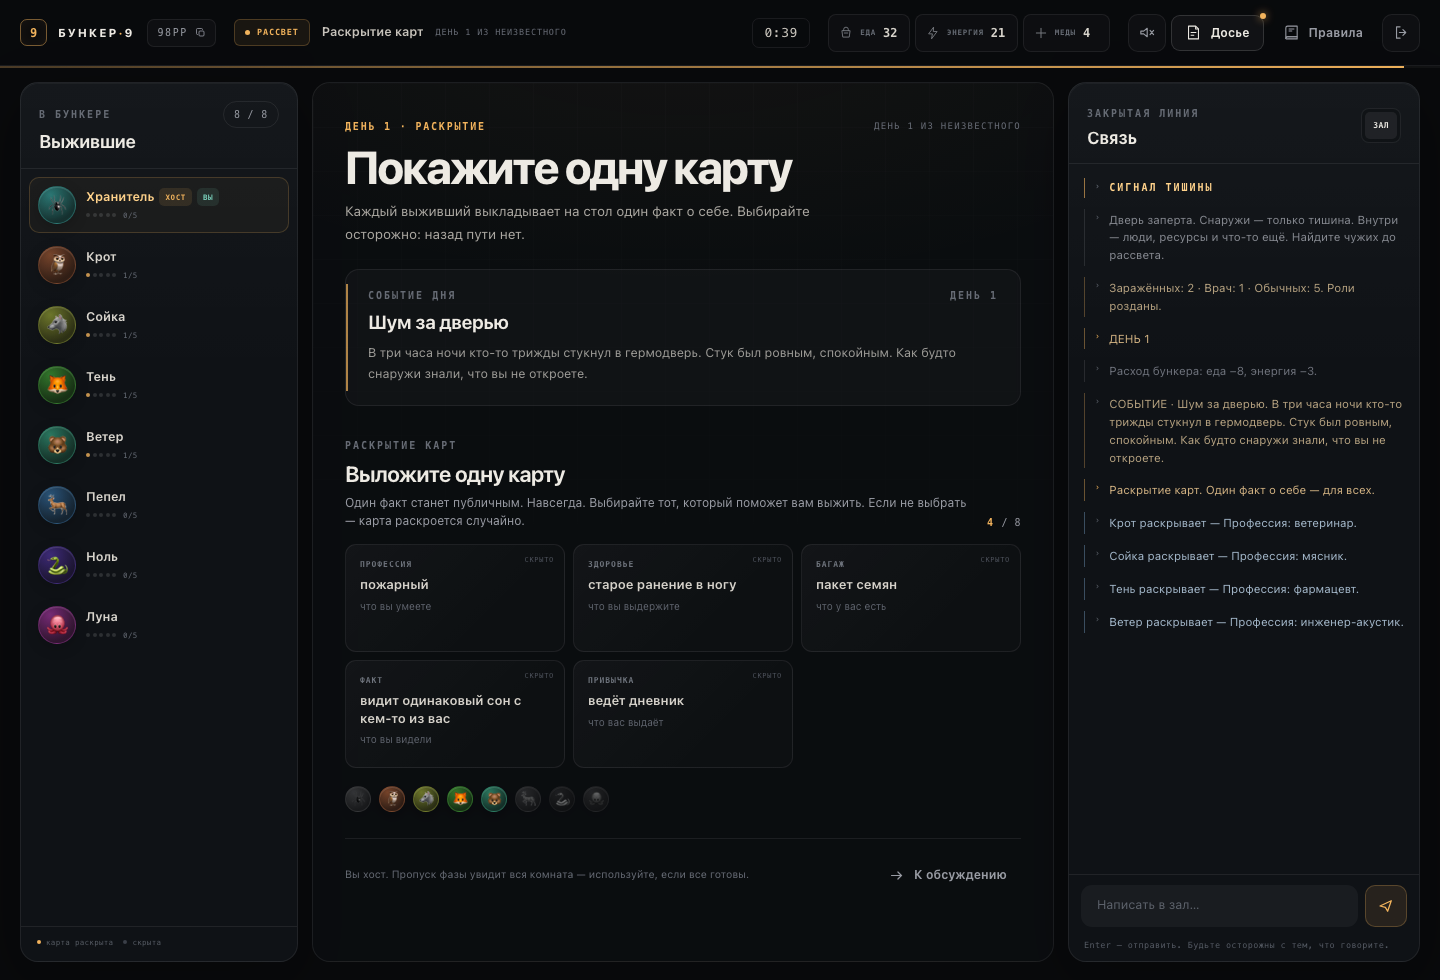 9 БУНКЕР·9 98PP РАССВЕТ Раскрытие карт ДЕНЬ 1 ИЗ НЕИЗВЕСТНОГО 0:39 ЕДА 32 ЭНЕРГИЯ 21 МЕДЫ 4 Досье Правила
В БУНКЕРЕ
8 / 8
Выжившие
Хранитель ХОСТ ВЫ
0/5
Крот
1/5
Сойка
1/5
Тень
1/5
Ветер
1/5
Пепел
0/5
Ноль
0/5
Луна
0/5
карта раскрыта скрыта
ДЕНЬ 1 · РАСКРЫТИЕ
ДЕНЬ 1 ИЗ НЕИЗВЕСТНОГО
Покажите одну карту
Каждый выживший выкладывает на стол один факт о себе. Выбирайте
осторожно: назад пути нет.
СОБЫТИЕ ДНЯ
ДЕНЬ 1
Шум за дверью
В три часа ночи кто-то трижды стукнул в гермодверь. Стук был ровным, спокойным. Как будто
снаружи знали, что вы не откроете.
РАСКРЫТИЕ КАРТ
Выложите одну карту
Один факт станет публичным. Навсегда. Выбирайте тот, который поможет вам выжить. Если не выбрать
— карта раскроется случайно.
4 / 8
СКРЫТО
ПРОФЕССИЯ
пожарный
что вы умеете
СКРЫТО
ЗДОРОВЬЕ
старое ранение в ногу
что вы выдержите
СКРЫТО
БАГАЖ
пакет семян
что у вас есть
СКРЫТО
ФАКТ
видит одинаковый сон с
кем-то из вас
что вы видели
СКРЫТО
ПРИВЫЧКА
ведёт дневник
что вас выдаёт
Вы хост. Пропуск фазы увидит вся комната — используйте, если все готовы.
→ К обсуждению
ЗАКРЫТАЯ ЛИНИЯ
Связь
ЗАЛ
СИГНАЛ ТИШИНЫ
Дверь заперта. Снаружи — только тишина. Внутри
— люди, ресурсы и что-то ещё. Найдите чужих до
рассвета.
Заражённых: 2 · Врач: 1 · Обычных: 5. Роли
розданы.
ДЕНЬ 1
Расход бункера: еда −8, энергия −3.
СОБЫТИЕ · Шум за дверью. В три часа ночи кто-то
трижды стукнул в гермодверь. Стук был ровным,
спокойным. Как будто снаружи знали, что вы не
откроете.
Раскрытие карт. Один факт о себе — для всех.
Крот раскрывает — Профессия: ветеринар.
Сойка раскрывает — Профессия: мясник.
Тень раскрывает — Профессия: фармацевт.
Ветер раскрывает — Профессия: инженер-акустик.
Написать в зал…
Enter — отправить. Будьте осторожны с тем, что говорите.